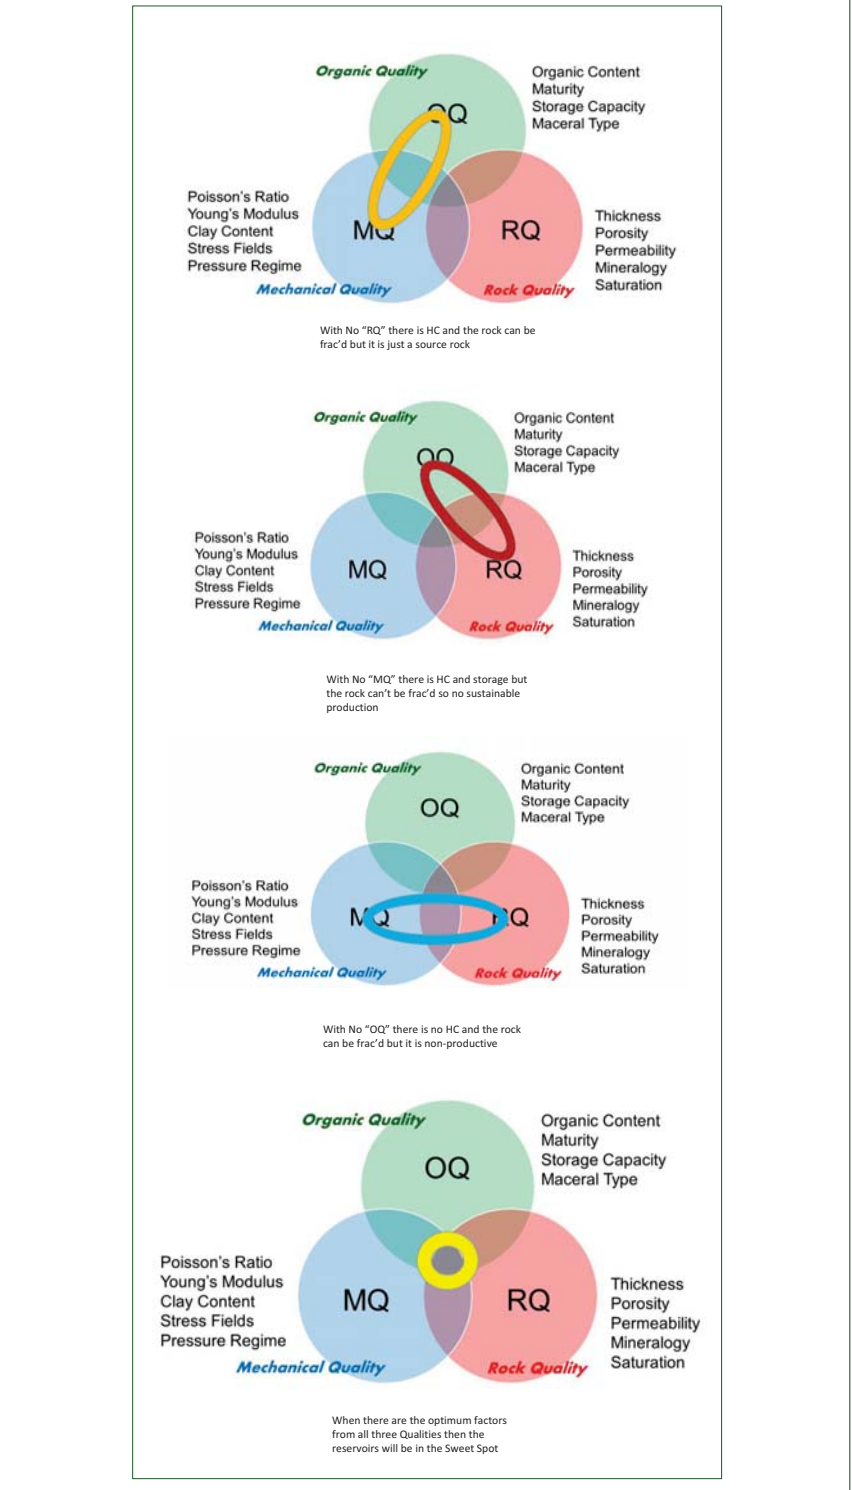 Organic Quality
Organic Content
Maturity
Storage Capacity
Maceral Type
OQ
Poisson's Ratio
Young's Modulus
Clay Content
Stress Fields
Pressure Regime
MQ
RQ
Thickness
Porosity
Permeability
Mineralogy
Saturation
Mechanical Quality
Rock Quality
With No “RQ” there is HC and the rock can be
frac’d but it is just a source rock
Organic Quality
Organic Content
Maturity
Storage Capacity
Maceral Type
OQ
Poisson's Ratio
Young's Modulus
Clay Content
Stress Fields
Pressure Regime
MQ
RQ
Thickness
Porosity
Permeability
Mineralogy
Saturation
Mechanical Quality
Rock Quality
With No “MQ” there is HC and storage but
the rock can’t be frac’d so no sustainable
production
Organic Quality
Organic Content
Maturity
Storage Capacity
Maceral Type
OQ
Poisson's Ratio
Young's Modulus
Clay Content
Stress Fields
Pressure Regime
MQ
RQ
Thickness
Porosity
Permeability
Mineralogy
Saturation
Mechanical Quality
Rock Quality
With No “OQ” there is no HC and the rock
can be frac’d but it is non-productive
Organic Quality
Organic Content
Maturity
Storage Capacity
Maceral Type
OQ
Poisson's Ratio
Young's Modulus
Clay Content
Stress Fields
Pressure Regime
MQ
RQ
Thickness
Porosity
Permeability
Mineralogy
Saturation
Mechanical Quality
Rock Quality
When there are the optimum factors
from all three Qualities then the
reservoirs will be in the Sweet Spot